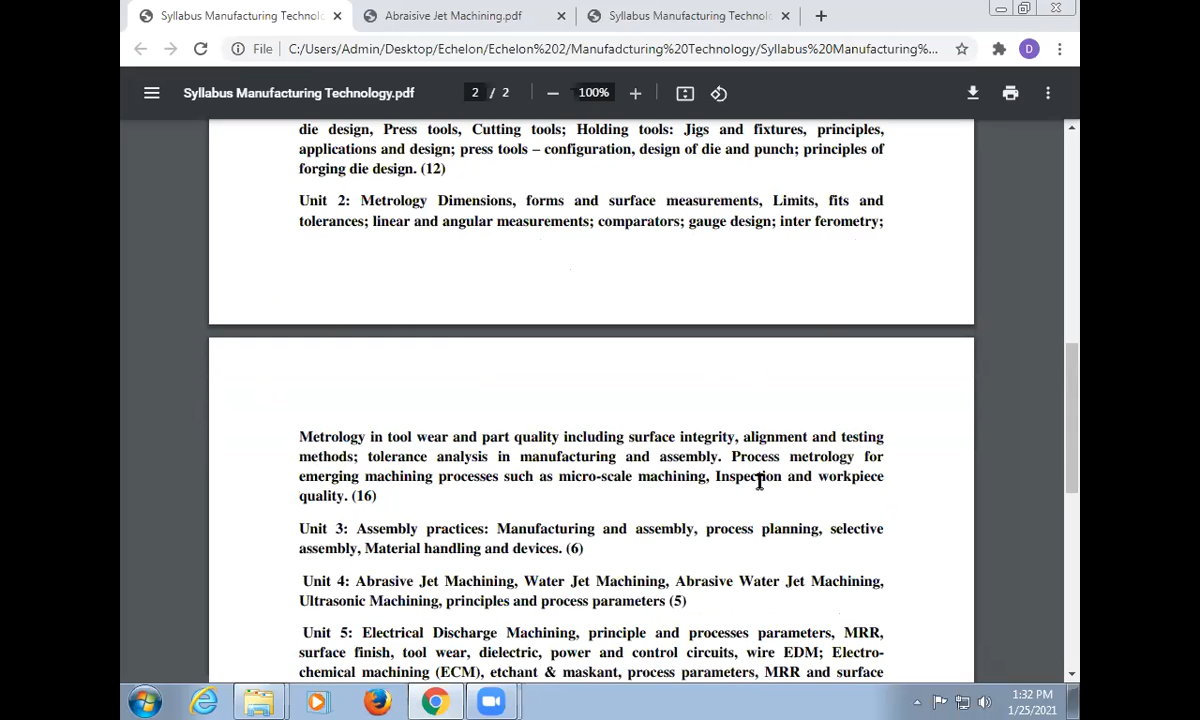 Syllabus Manufacturing Technol
Abraisive Jet Machining.pdf
Syllabus Manufacturing Technol
File
C:/Users/Admin/Desktop/Echelon/Echelon%202/Manufadcturing%20Technology/Syllabus%20Manufacturing%...
D
Syllabus Manufacturing Technology.pdf
2 / 2
100%
die design, Press tools, Cutting tools; Holding tools: Jigs and fixtures, principles,
applications and design; press tools – configuration, design of die and punch; principles of
forging die design. (12)
Unit 2: Metrology Dimensions, forms and surface measurements, Limits, fits and
tolerances; linear and angular measurements; comparators; gauge design; inter ferometry;
Metrology in tool wear and part quality including surface integrity, alignment and testing
methods; tolerance analysis in manufacturing and assembly. Process metrology for
emerging machining processes such as micro-scale machining, Inspection and workpiece
quality. (16)
Unit 3: Assembly practices: Manufacturing and assembly, process planning, selective
assembly, Material handling and devices. (6)
Unit 4: Abrasive Jet Machining, Water Jet Machining, Abrasive Water Jet Machining,
Ultrasonic Machining, principles and process parameters (5)
Unit 5: Electrical Discharge Machining, principle and processes parameters, MRR,
surface finish, tool wear, dielectric, power and control circuits, wire EDM; Electro-
chemical machining (ECM), etchant & maskant, process parameters, MRR and surface
1:32 PM
1/25/2021